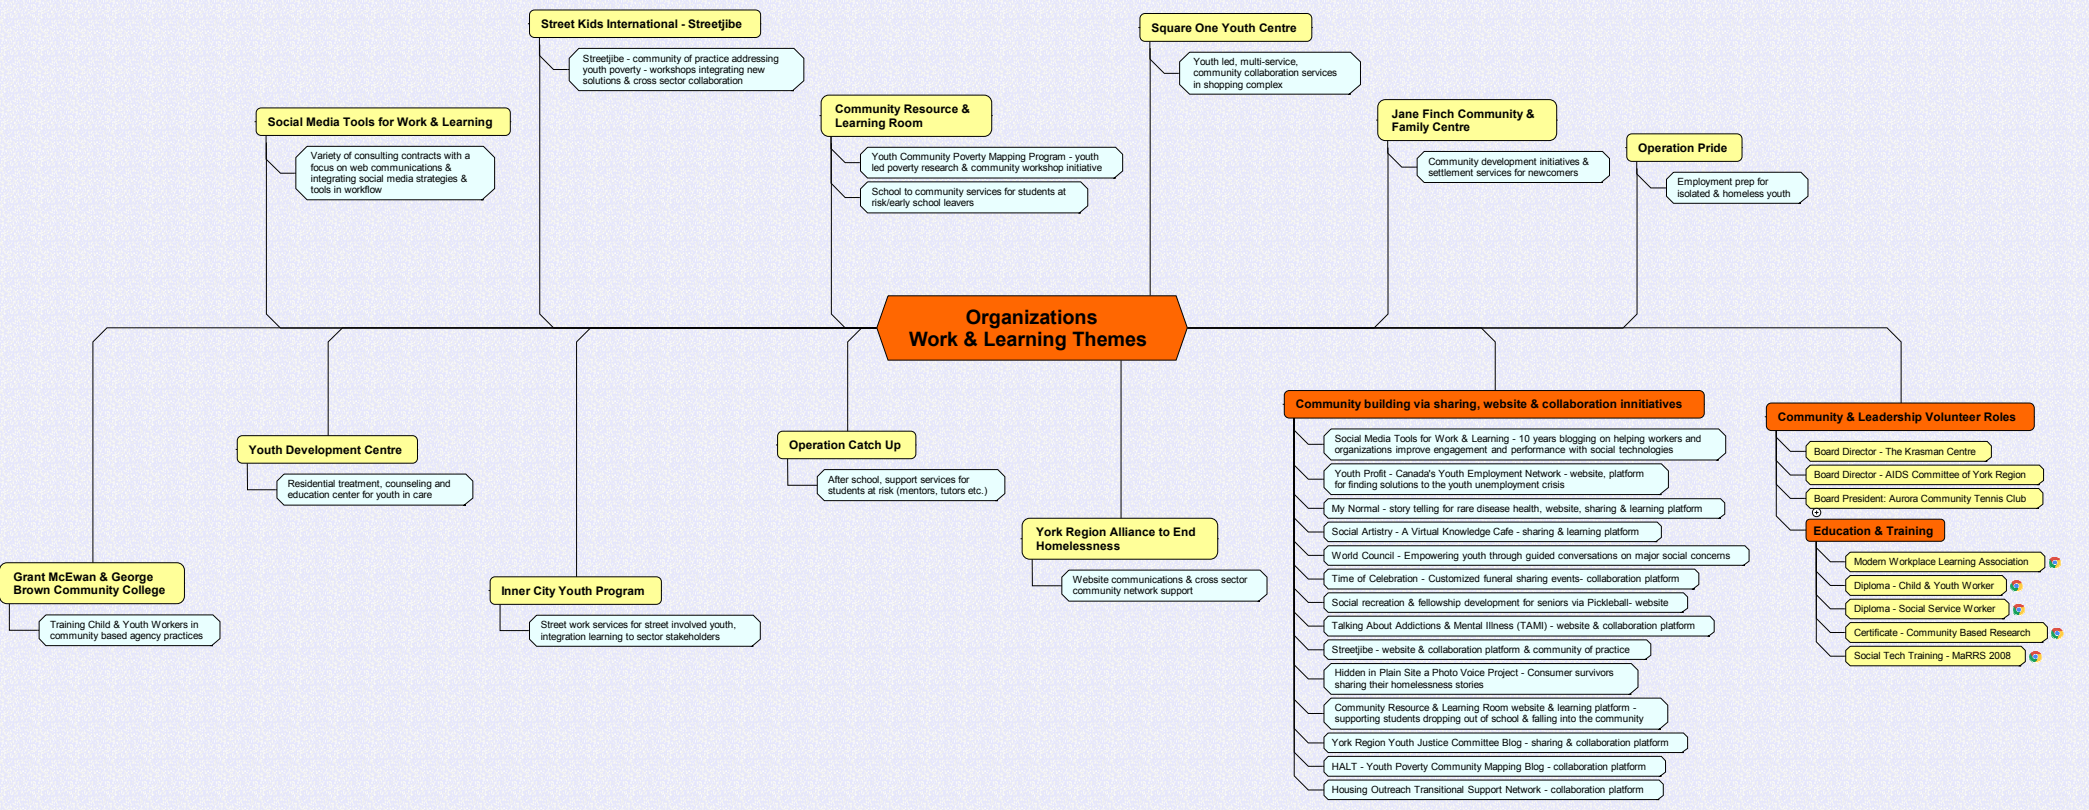 Street Kids International - Streetjibe
Streetjibe - community of practice addressing
youth poverty - workshops integrating new
solutions & cross sector collaboration
Square One Youth Centre
Youth led, multi-service,
community collaboration services
in shopping complex
Social Media Tools for Work & Learning
Variety of consulting contracts with a
focus on web communications &
integrating social media strategies &
tools in workflow
Community Resource &
Learning Room
Youth Community Poverty Mapping Program - youth
led poverty research & community workshop initiative
School to community services for students at
risk/early school leavers
Jane Finch Community &
Family Centre
Community development initiatives &
settlement services for newcomers
Operation Pride
Employment prep for
isolated & homeless youth
Organizations
Work & Learning Themes
Grant McEwan & George
Brown Community College
Training Child & Youth Workers in
community based agency practices
Youth Development Centre
Residential treatment, counseling and
education center for youth in care
Inner City Youth Program
Street work services for street involved youth,
integration learning to sector stakeholders
Operation Catch Up
After school, support services for
students at risk (mentors, tutors etc.)
York Region Alliance to End
Homelessness
Website communications & cross sector
community network support
Community building via sharing, website & collaboration innitiatives
Social Media Tools for Work & Learning - 10 years blogging on helping workers and
organizations improve engagement and performance with social technologies
Youth Profit - Canada's Youth Employment Network - website, platform
for finding solutions to the youth unemployment crisis
My Normal - story telling for rare disease health, website, sharing & learning platform
Social Artistry - A Virtual Knowledge Cafe - sharing & learning platform
World Council - Empowering youth through guided conversations on major social concerns
Time of Celebration - Customized funeral sharing events- collaboration platform
Social recreation & fellowship development for seniors via Pickleball- website
Talking About Addictions & Mental Illness (TAMI) - website & collaboration platform
Streetjibe - website & collaboration platform & community of practice
Hidden in Plain Site a Photo Voice Project - Consumer survivors
sharing their homelessness stories
Community Resource & Learning Room website & learning platform -
supporting students dropping out of school & falling into the community
York Region Youth Justice Committee Blog - sharing & collaboration platform
HALT - Youth Poverty Community Mapping Blog - collaboration platform
Housing Outreach Transitional Support Network - collaboration platform
Community & Leadership Volunteer Roles
Board Director - The Krasman Centre
Board Director - AIDS Committee of York Region
Board President: Aurora Community Tennis Club
Education & Training
Modern Workplace Learning Association
Diploma - Child & Youth Worker
Diploma - Social Service Worker
Certificate - Community Based Research
Social Tech Training - MaRRS 2008